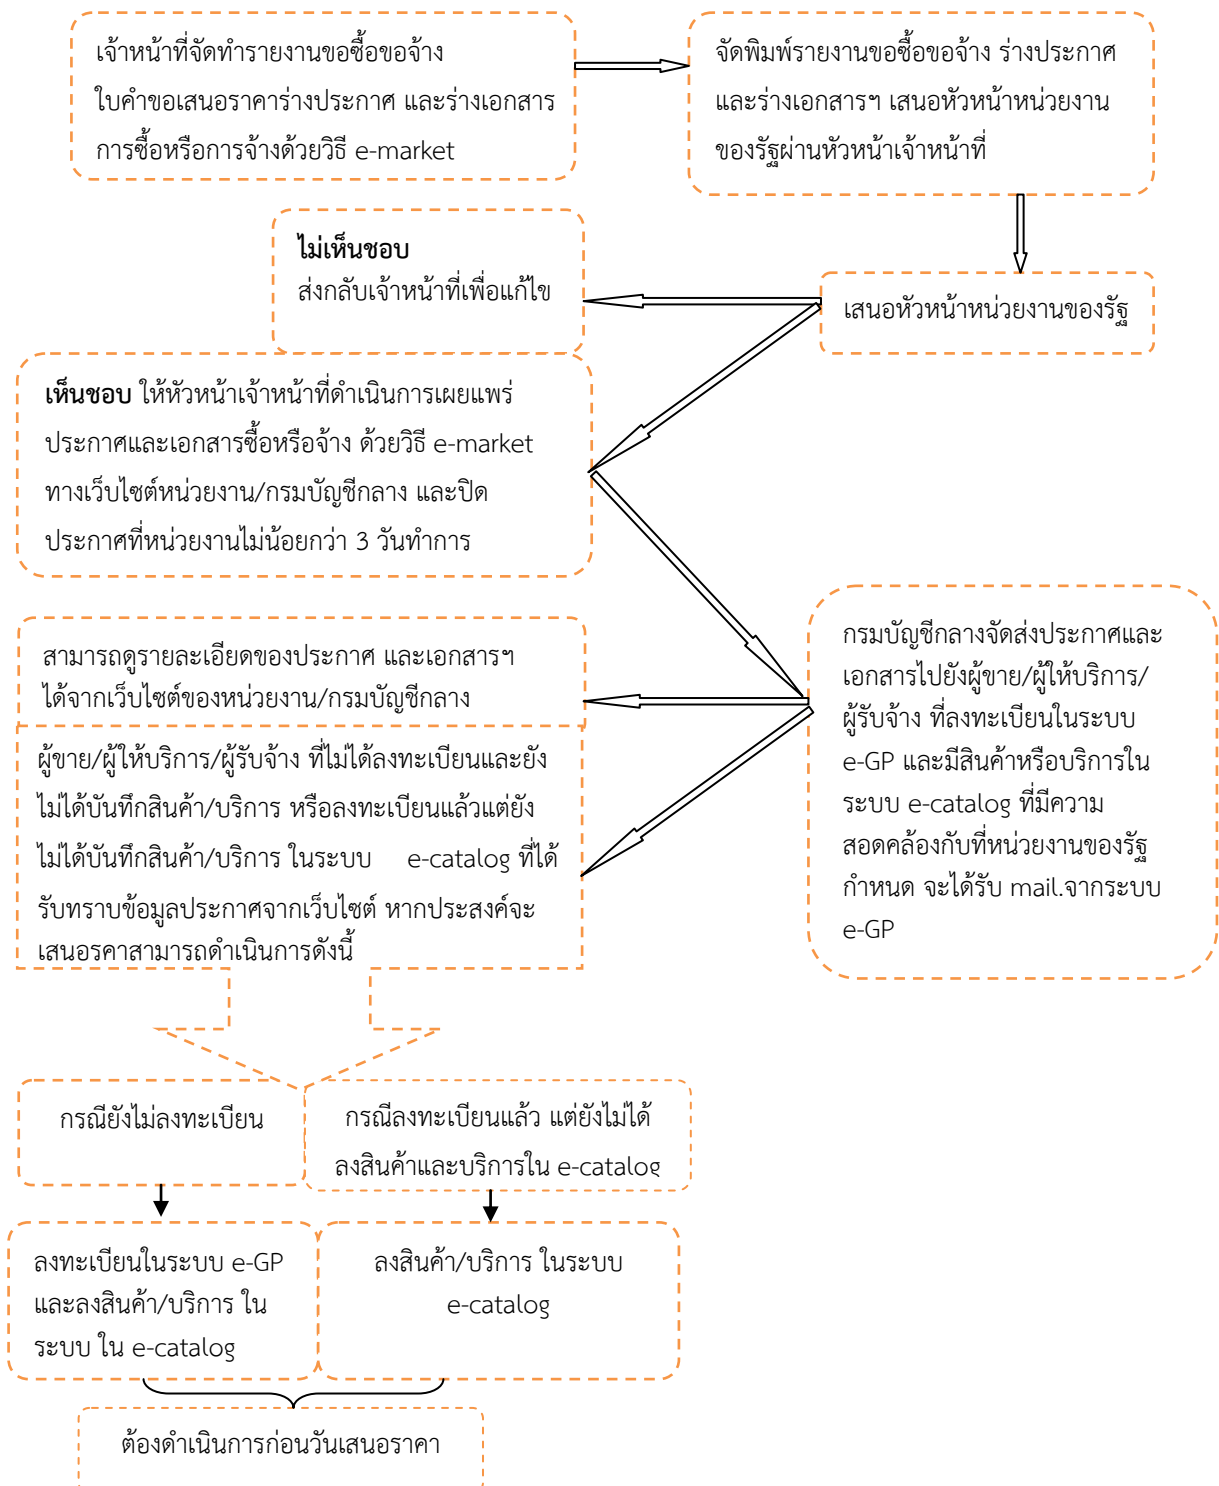 เจ้าหน้าที่จัดทำรายงานขอซื้อขอจ้าง
ใบคำขอเสนอราคาร่างประกาศ และร่างเอกสาร
การซื้อหรือการจ้างด้วยวิธี e-market
จัดพิมพ์รายงานขอซื้อขอจ้าง ร่างประกาศ
และร่างเอกสารฯ เสนอหัวหน้าหน่วยงาน
ของรัฐผ่านหัวหน้าเจ้าหน้าที่
ไม่เห็นชอบ
ส่งกลับเจ้าหน้าที่เพื่อแก้ไข
เสนอหัวหน้าหน่วยงานของรัฐ
เห็นชอบ ให้หัวหน้าเจ้าหน้าที่ดำเนินการเผยแพร่
ประกาศและเอกสารซื้อหรือจ้าง ด้วยวิธี e-market
ทางเว็บไซต์หน่วยงาน/กรมบัญชีกลาง และปิด
ประกาศที่หน่วยงานไม่น้อยกว่า 3 วันทำการ
กรมบัญชีกลางจัดส่งประกาศและ
เอกสารไปยังผู้ขาย/ผู้ให้บริการ/
ผู้รับจ้าง ที่ลงทะเบียนในระบบ
e-GP และมีสินค้าหรือบริการใน
ระบบ e-catalog ที่มีความ
สอดคล้องกับที่หน่วยงานของรัฐ
กำหนด จะได้รับ mail.จากระบบ
e-GP
สามารถดูรายละเอียดของประกาศ และเอกสารฯ
ได้จากเว็บไซต์ของหน่วยงาน/กรมบัญชีกลาง
ผู้ขาย/ผู้ให้บริการ/ผู้รับจ้าง ที่ไม่ได้ลงทะเบียนและยัง
ไม่ได้บันทึกสินค้า/บริการ หรือลงทะเบียนแล้วแต่ยัง
ไม่ได้บันทึกสินค้า/บริการ ในระบบ e-catalog ที่ได้
รับทราบข้อมูลประกาศจากเว็บไซต์ หากประสงค์จะ
เสนอรคาสามารถดำเนินการดังนี้
กรณียังไม่ลงทะเบียน
กรณีลงทะเบียนแล้ว แต่ยังไม่ได้
ลงสินค้าและบริการใน e-catalog
ลงทะเบียนในระบบ e-GP
และลงสินค้า/บริการ ใน
ระบบ ใน e-catalog
ลงสินค้า/บริการ ในระบบ
e-catalog
ต้องดำเนินการก่อนวันเสนอราคา